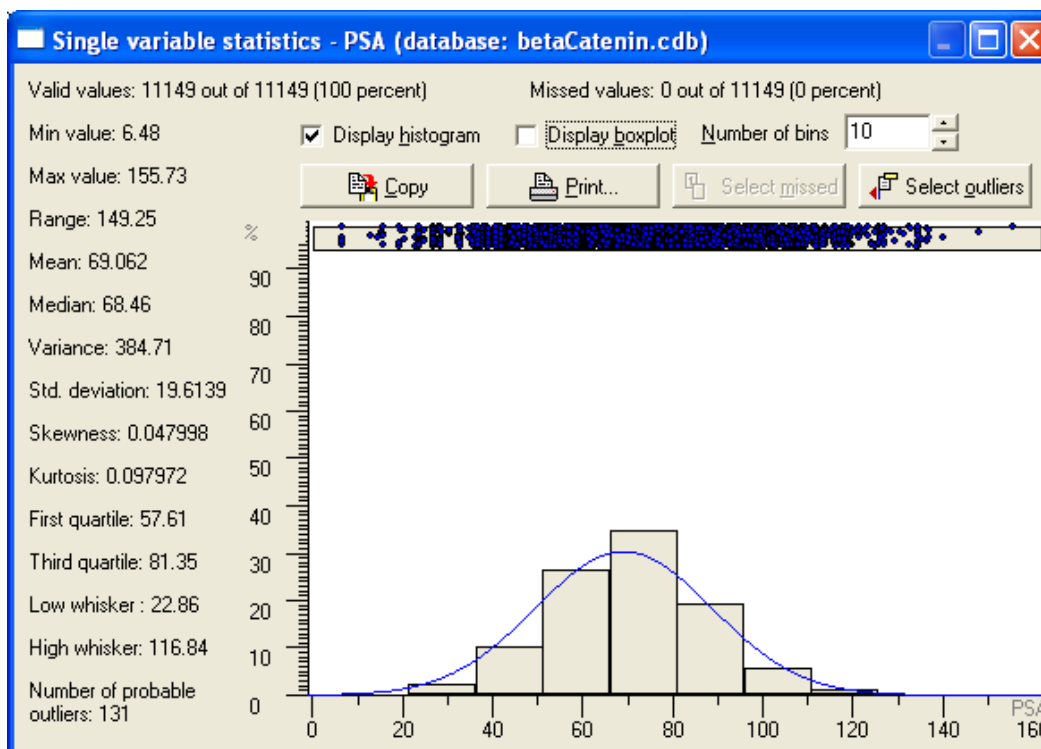 Single variable statistics - PSA (database: betaCatenin.cdb)
Valid values: 11149 out of 11149 (100 percent)
Missed values: 0 out of 11149 (0 percent)
Min value: 6.48
Display histogram
Display boxplot
Number of bins
10
Max value: 155.73
Copy
Print...
Select missed
Select outliers
Range: 149.25
Mean: 69.062
Median: 68.46
Variance: 384.71
Std. deviation: 19.6139
Skewness: 0.047998
Kurtosis: 0.097972
First quartile: 57.61
Third quartile: 81.35
Low whisker : 22.86
High whisker: 116.84
Number of probable
outliers: 131
%
90
80
70
60
50
40
30
20
10
0
PSA
0 20 40 60 80 100 120 140 160